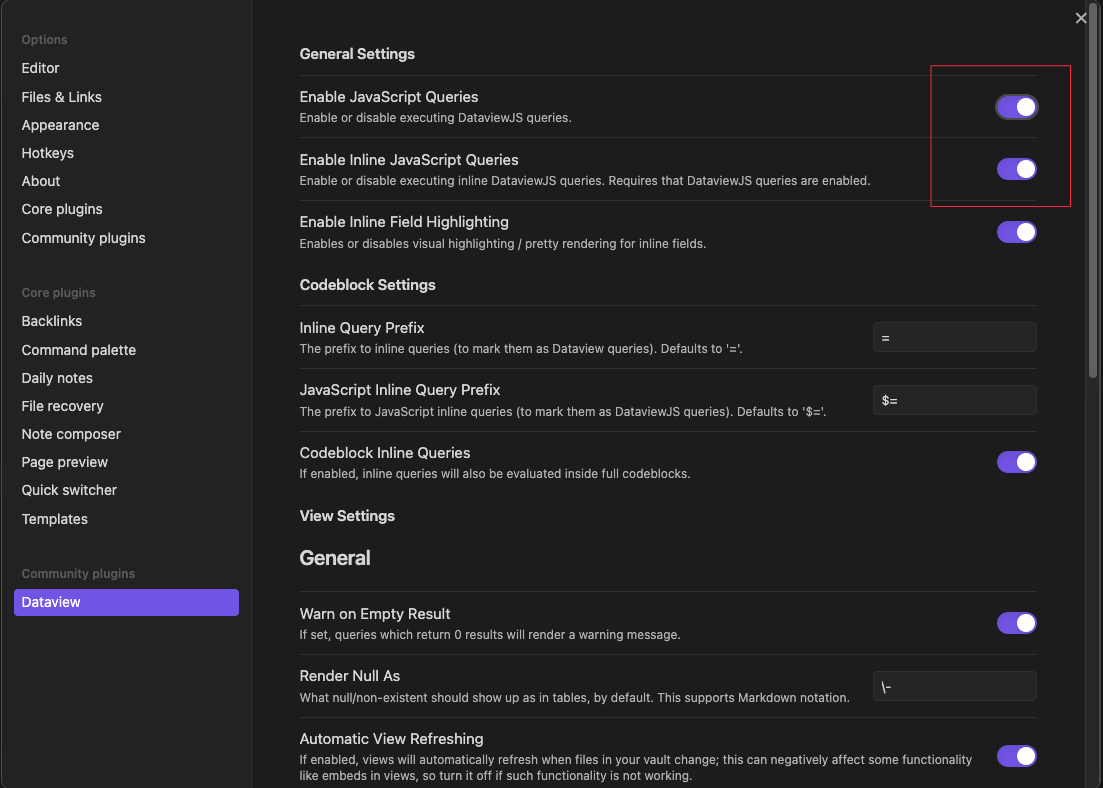 Options
Editor
Files & Links
Appearance
Hotkeys
About
Core plugins
Community plugins
Core plugins
Backlinks
Command palette
Daily notes
File recovery
Note composer
Page preview
Quick switcher
Templates
Community plugins
Dataview
General Settings
Enable JavaScript Queries
Enable or disable executing DataviewJS queries.
Enable Inline JavaScript Queries
Enable or disable executing inline DataviewJS queries. Requires that DataviewJS queries are enabled.
Enable Inline Field Highlighting
Enables or disables visual highlighting / pretty rendering for inline fields.
Codeblock Settings
Inline Query Prefix
The prefix to inline queries (to mark them as Dataview queries). Defaults to '='.
=
JavaScript Inline Query Prefix
The prefix to JavaScript inline queries (to mark them as DataviewJS queries). Defaults to '$='.
$=
Codeblock Inline Queries
If enabled, inline queries will also be evaluated inside full codeblocks.
View Settings
General
Warn on Empty Result
If set, queries which return 0 results will render a warning message.
Render Null As
What null/non-existent should show up as in tables, by default. This supports Markdown notation.
\-
Automatic View Refreshing
If enabled, views will automatically refresh when files in your vault change; this can negatively affect some functionality
like embeds in views, so turn it off if such functionality is not working.